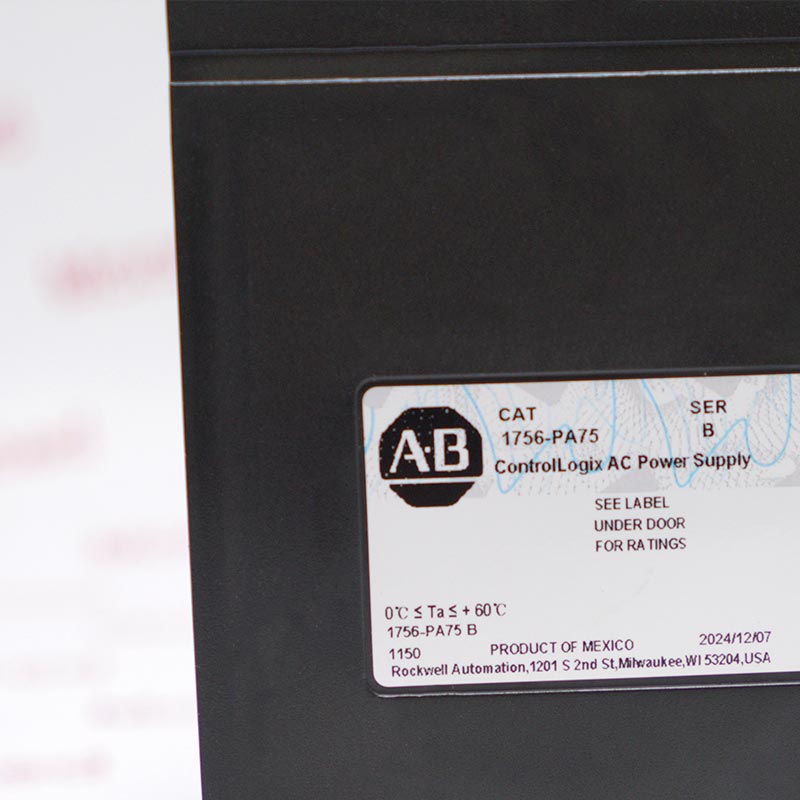 CAT
SER
1756-PA75
B
ControlLogix AC Power Supply
A·B
SEE LABEL
UNDER DOOR
FOR RATINGS
0℃ ≤ Ta ≤ + 60℃
1756-PA75 B
1150
PRODUCT OF MEXICO
2024/12/07
Rockwell Automation,1201 S 2nd St,Milwaukee,WI 53204,USA